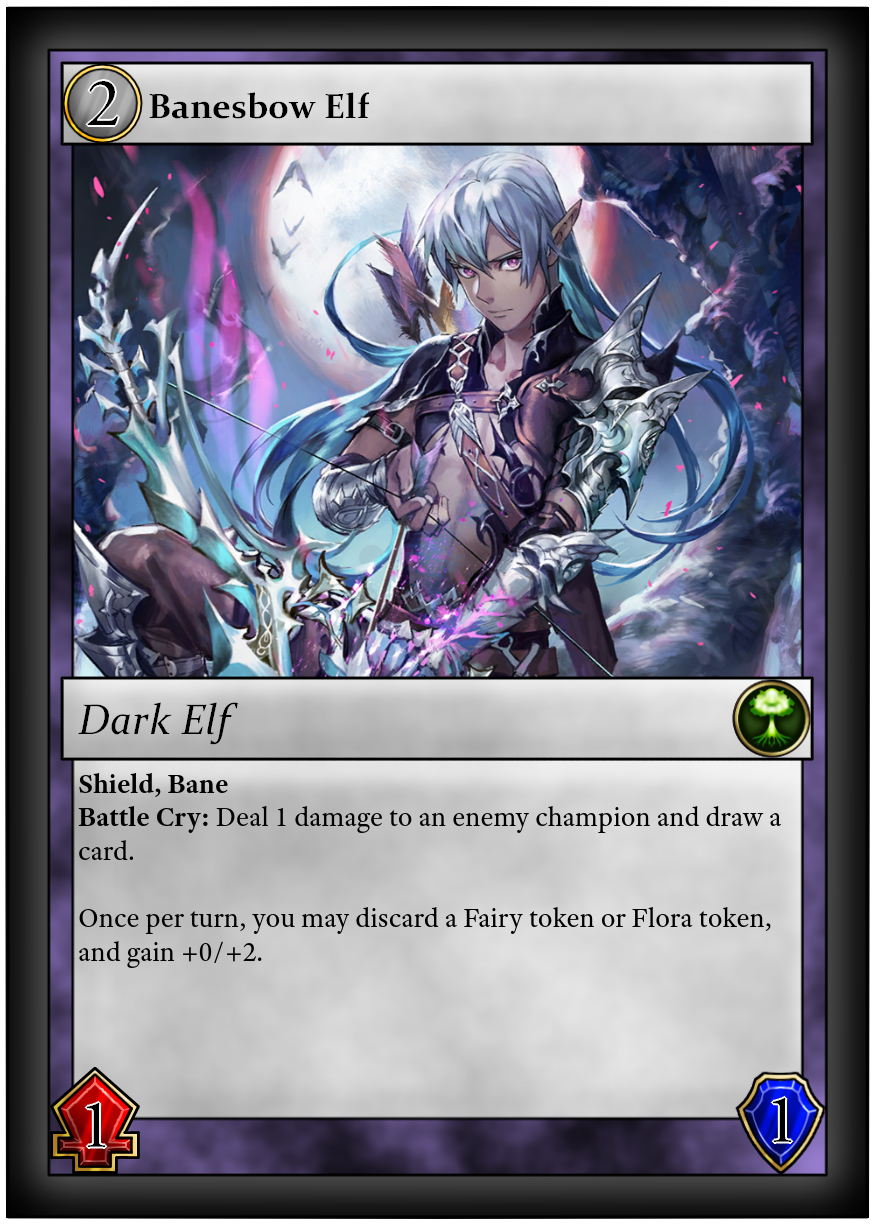 2 Banesbow Elf
Dark Elf
Shield, Bane
Battle Cry: Deal 1 damage to an enemy champion and draw a
card.
Once per turn, you may discard a Fairy token or Flora token,
and gain +0/+2.
1 1